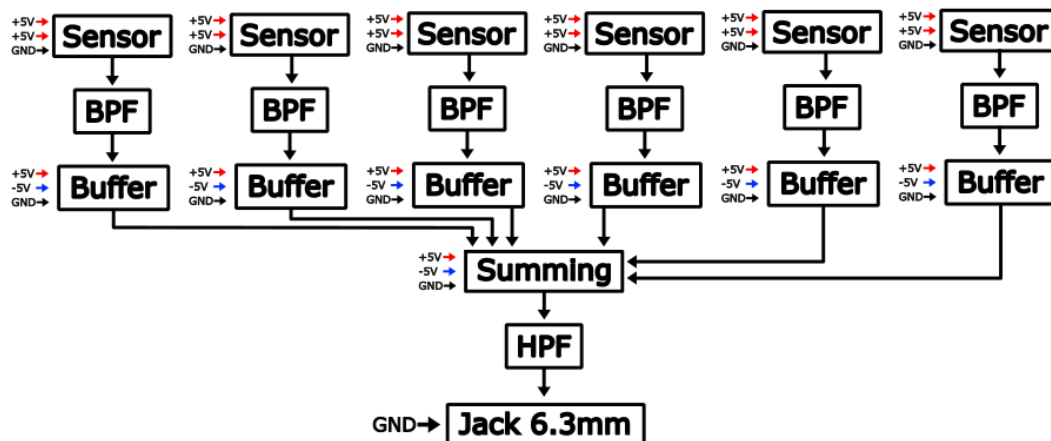 +5V
+5V
GND
Sensor
+5V
+5V
GND
Sensor
+5V
+5V
GND
Sensor
+5V
+5V
GND
Sensor
+5V
+5V
GND
Sensor
+5V
+5V
GND
Sensor
BPF
BPF
BPF
BPF
BPF
BPF
+5V
-5V
GND
Buffer
+5V
-5V
GND
Buffer
+5V
-5V
GND
Buffer
+5V
-5V
GND
Buffer
+5V
-5V
GND
Buffer
+5V
-5V
GND
Buffer
+5V
-5V
GND
Summing
HPF
GND
Jack 6.3mm